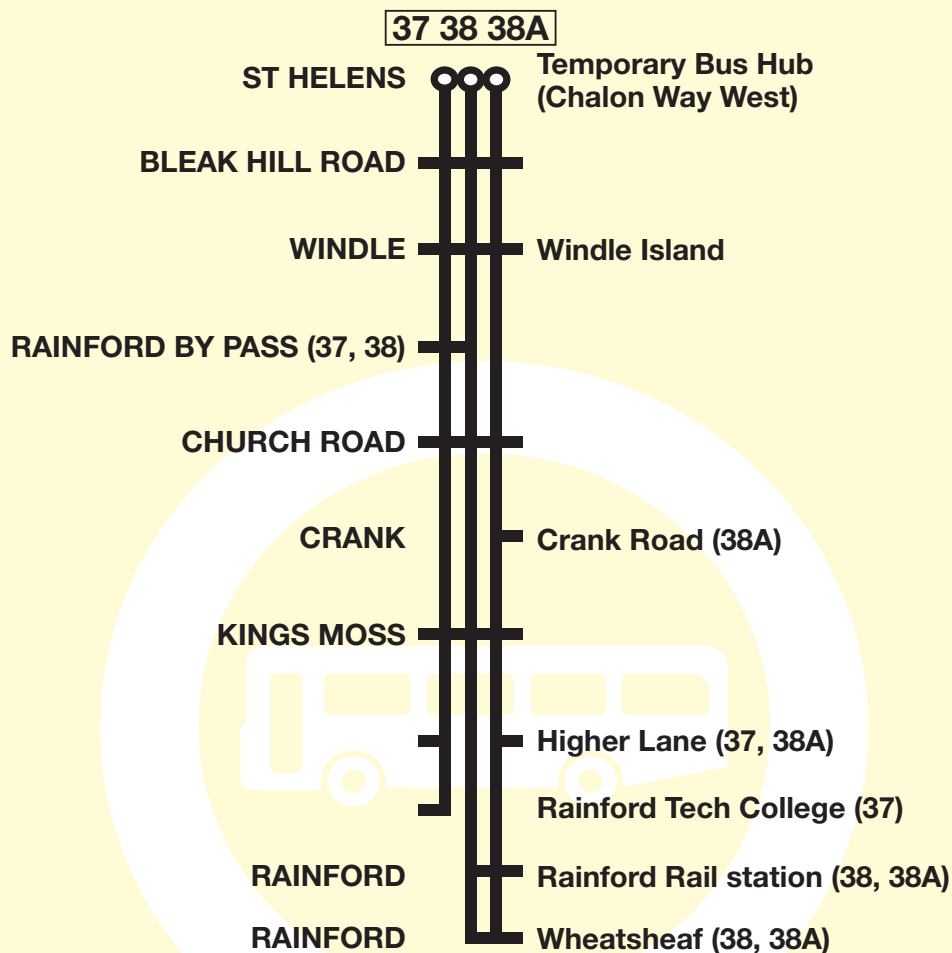 37 38 38A
ST HELENS
Temporary Bus Hub
(Chalon Way West)
BLEAK HILL ROAD
WINDLE
Windle Island
RAINFORD BY PASS (37, 38)
CHURCH ROAD
CRANK
Crank Road (38A)
KINGS MOSS
Higher Lane (37, 38A)
Rainford Tech College (37)
RAINFORD
Rainford Rail station (38, 38A)
RAINFORD
Wheatsheaf (38, 38A)